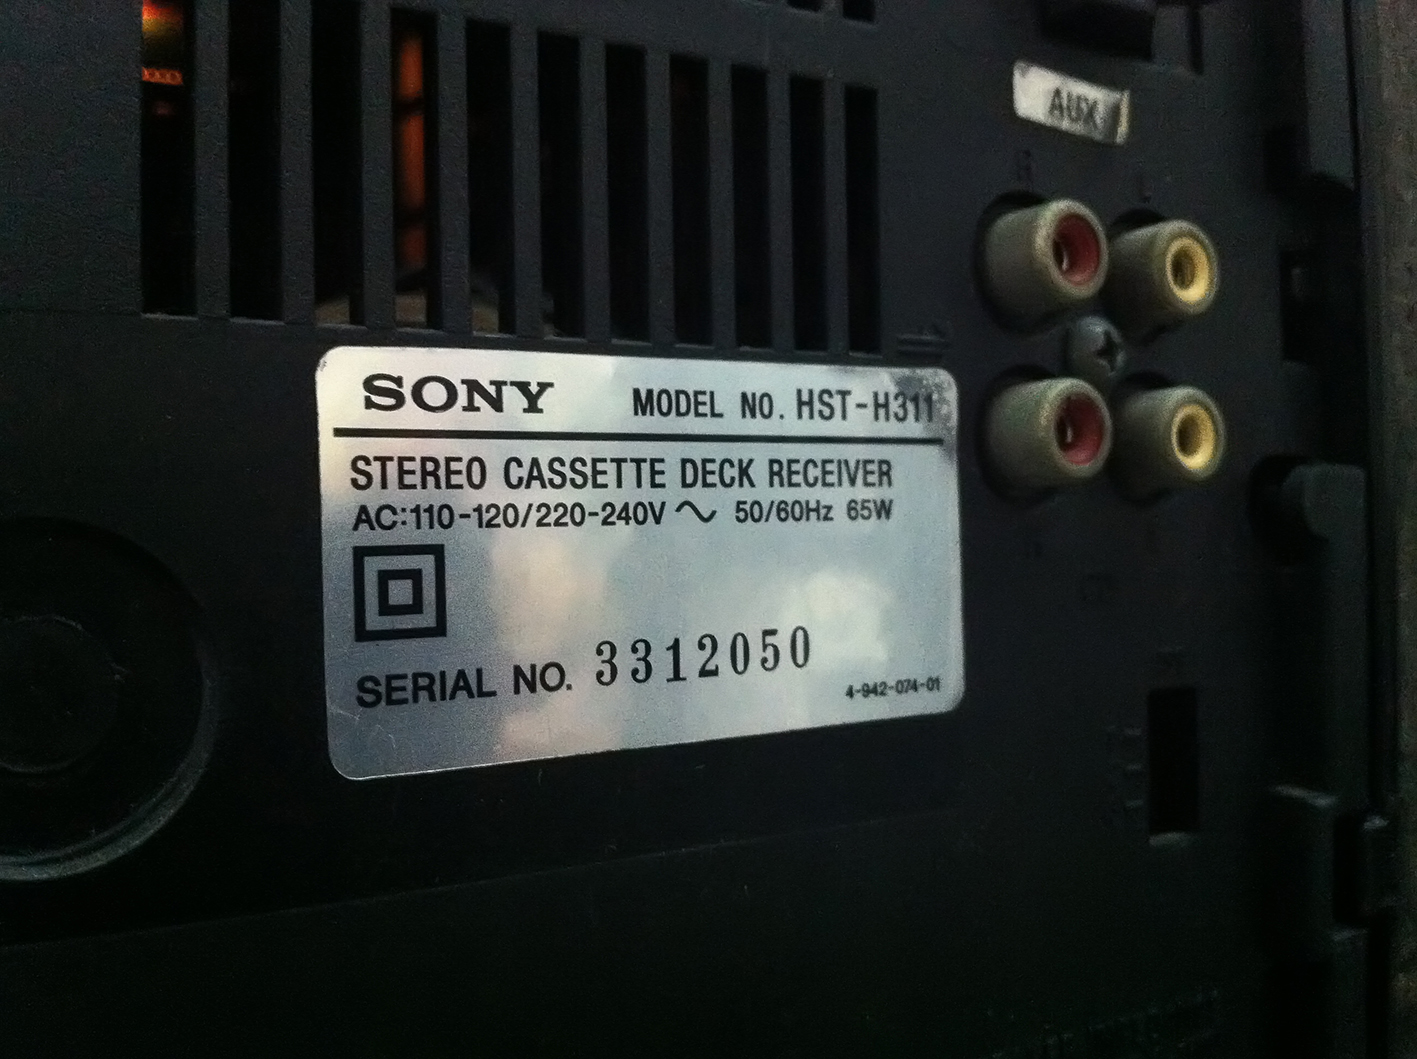 AUX
R L
SONY MODEL NO. HST-H311
STEREO CASSETTE DECK RECEIVER
AC:110-120/220-240V ~ 50/60Hz 65W
SERIAL NO. 3312050
4-942-074-01